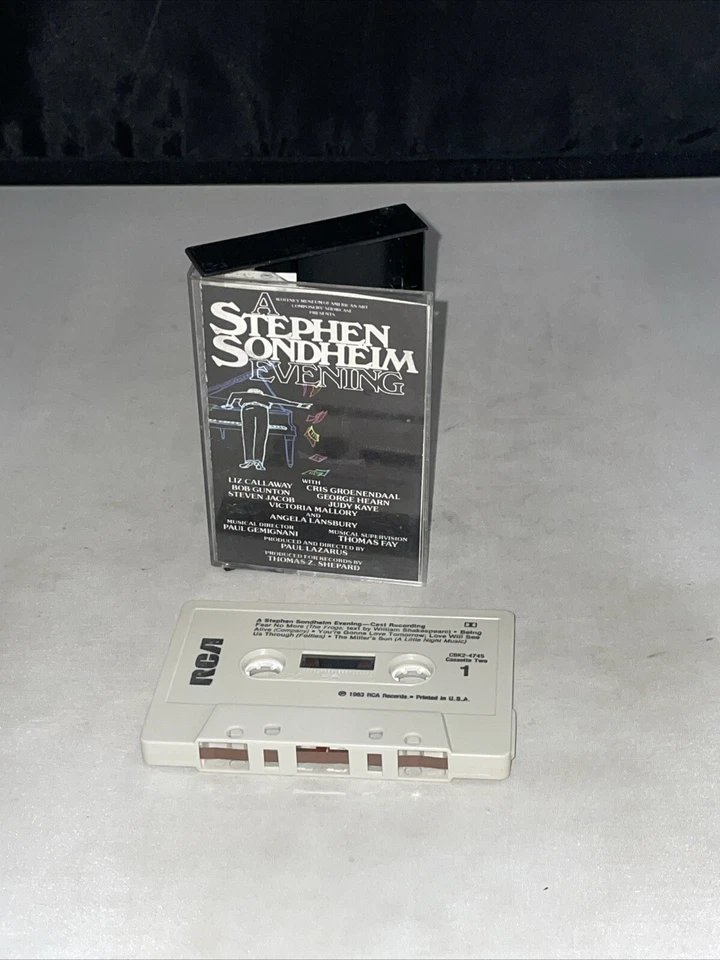 WHITNEY MUSEUM OF AMERICAN ART
COMPOSERS' SHOWCASE
PRESENTS
A
STEPHEN
SONDHEIM
EVENING
LIZ CALLAWAY
BOB GUNTON
STEVEN JACOB
WITH
CRIS GROENENDAAL
GEORGE HEARN
JUDY KAYE
VICTORIA MALLORY
AND
ANGELA LANSBURY
MUSICAL DIRECTOR
PAUL GEMIGNANI
MUSICAL SUPERVISION
THOMAS FAY
PRODUCED AND DIRECTED BY
PAUL LAZARUS
PRODUCED FOR RECORDS BY
THOMAS Z. SHEPARD
RCA
A Stephen Sondheim Evening—Cast Recording
Fear No More (The Frogs; text by William Shakespeare) • Being
Alive (Company) • You're Gonna Love Tomorrow; Love Will See
Us Through (Follies) • The Miller's Son (A Little Night Music)
CBK2-4745
Cassette Two
1
℗ 1983 RCA Records. • Printed in U.S.A.